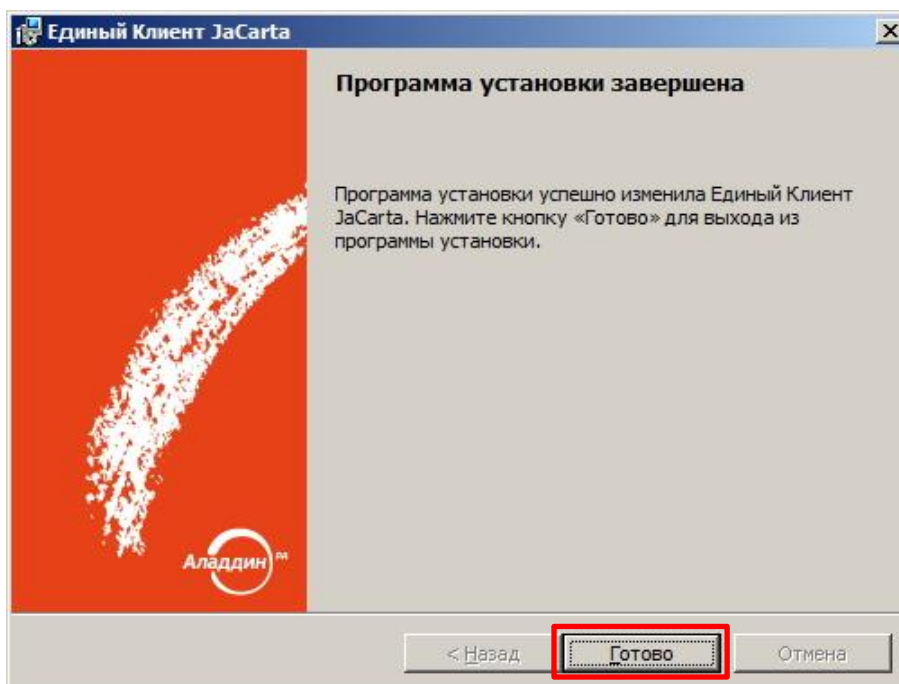 Единый Клиент JaCarta
Программа установки завершена
Программа установки успешно изменила Единый Клиент
JaCarta. Нажмите кнопку «Готово» для выхода из
программы установки.
Аладдин
< Назад Готово Отмена